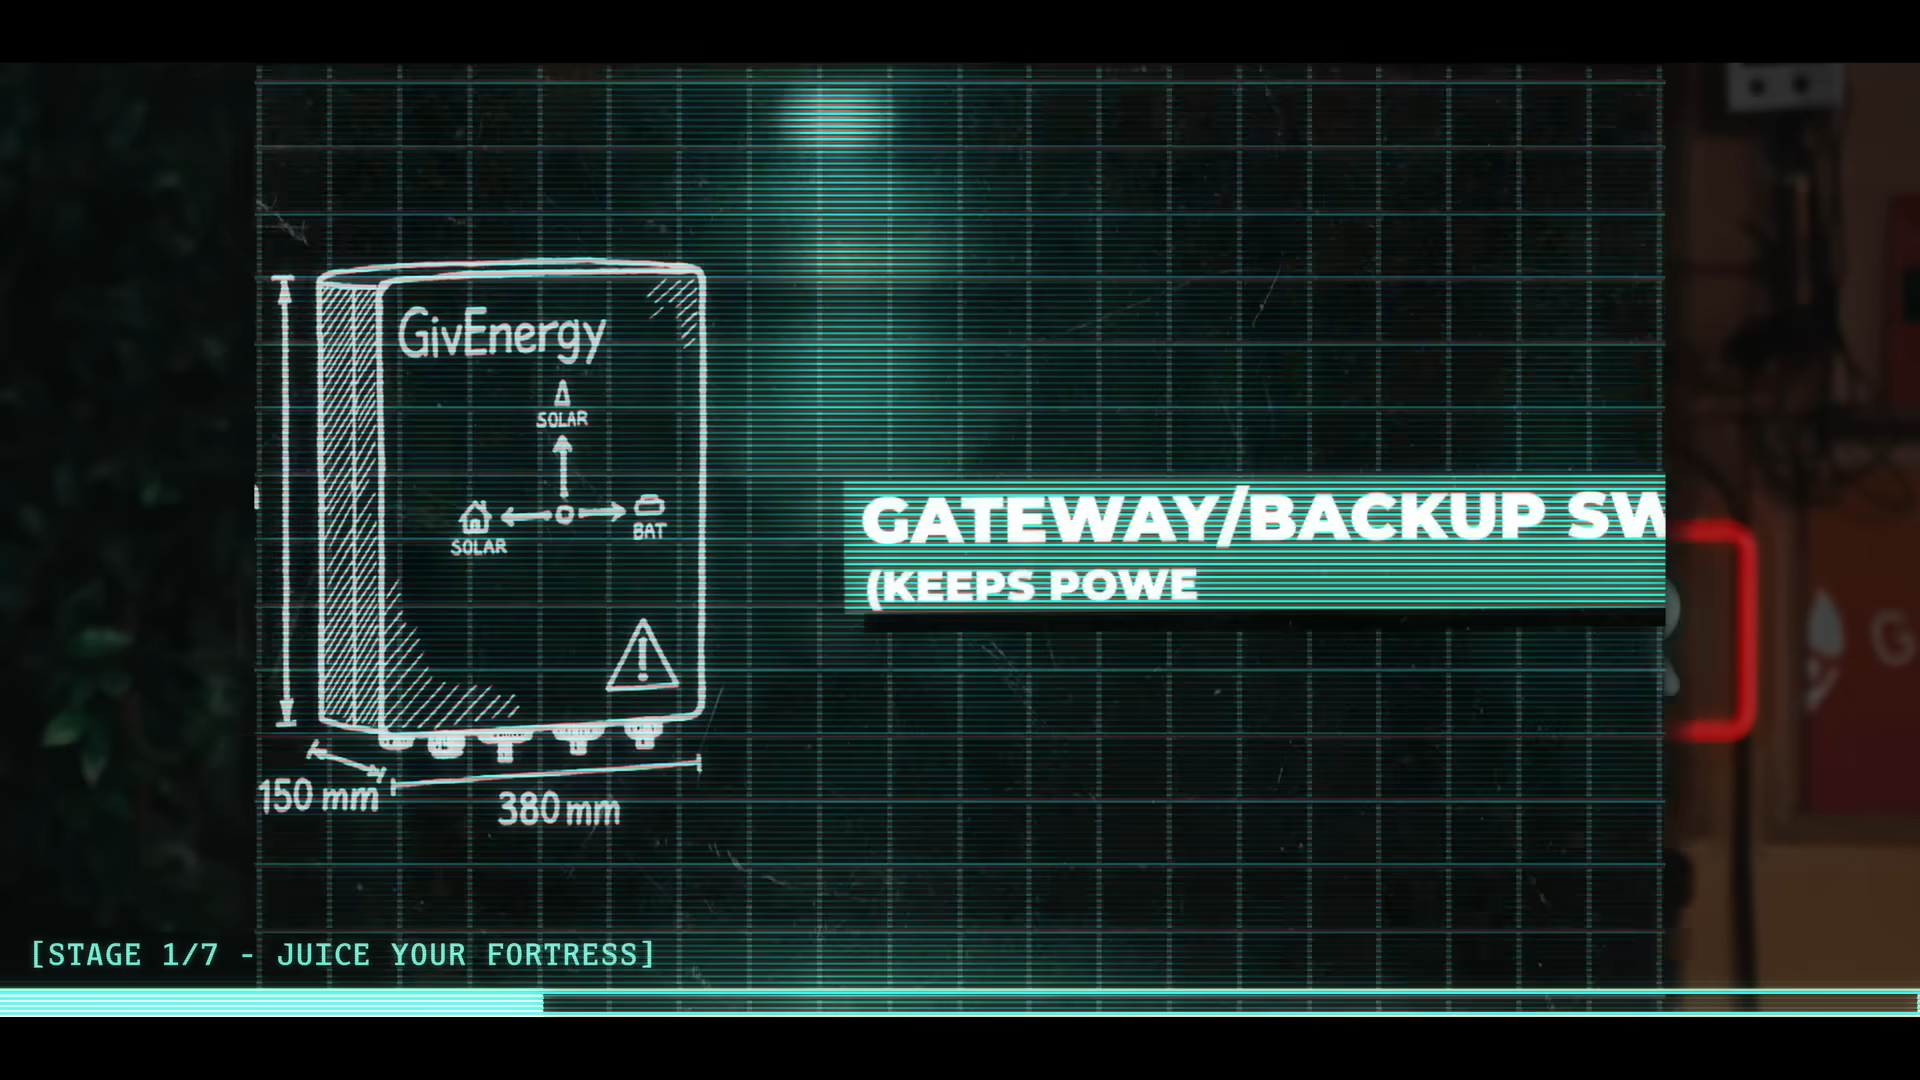 GivEnergy
SOLAR
SOLAR
BAT
150 mm
380 mm
GATEWAY/BACKUP SW
(KEEPS POWE
G
[STAGE 1/7 - JUICE YOUR FORTRESS]